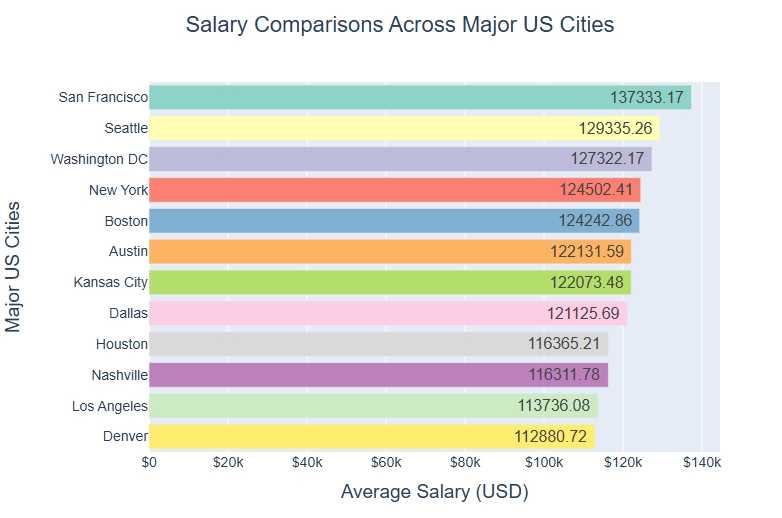 Salary Comparisons Across Major US Cities
Major US Cities
San Francisco 137333.17
Seattle 129335.26
Washington DC 127322.17
New York 124502.41
Boston 124242.86
Austin 122131.59
Kansas City 122073.48
Dallas 121125.69
Houston 116365.21
Nashville 116311.78
Los Angeles 113736.08
Denver 112880.72
$0 $20k $40k $60k $80k $100k $120k $140k
Average Salary (USD)